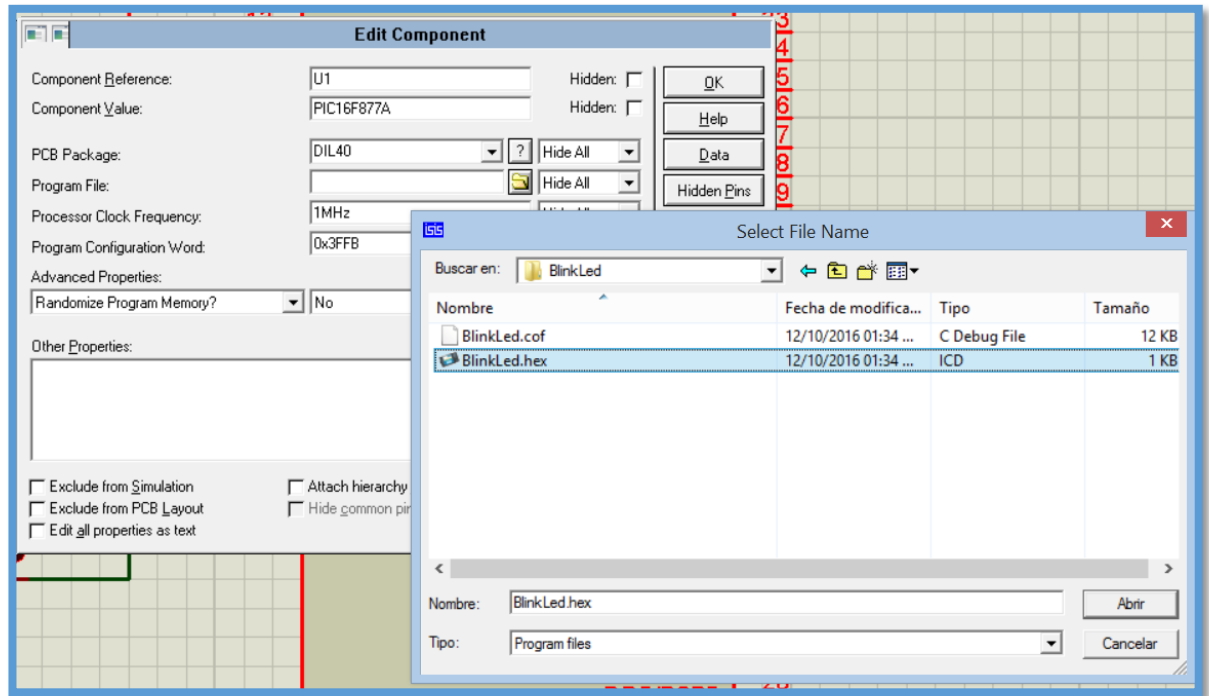 Edit Component
Component Reference:
U1
Hidden:
Component Value:
PIC16F877A
Hidden:
PCB Package:
DIL40
?
Hide All
Program File:
Hide All
Processor Clock Frequency:
1MHz
Program Configuration Word:
0x3FFB
Advanced Properties:
Randomize Program Memory?
No
Other Properties:
Exclude from Simulation
Attach hierarchy
Exclude from PCB Layout
Hide common pin
Edit all properties as text
OK
Help
Data
Hidden Pins
3
4
5
6
7
8
9
ISIS
Select File Name
Buscar en:
BlinkLed
Nombre
Fecha de modifica...
Tipo
Tamaño
BlinkLed.cof
12/10/2016 01:34 ...
C Debug File
12 KB
BlinkLed.hex
12/10/2016 01:34 ...
ICD
1 KB
Nombre:
BlinkLed.hex
Abrir
Tipo:
Program files
Cancelar